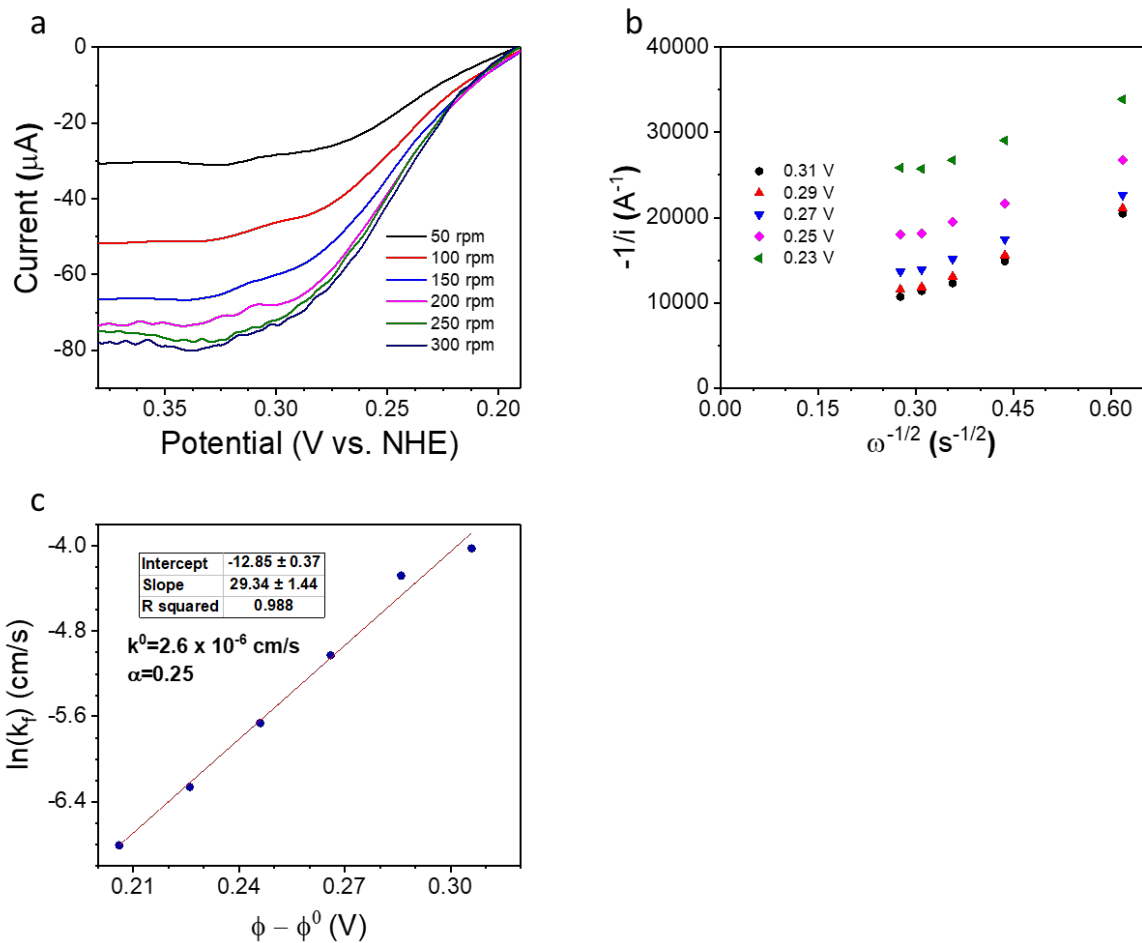 a
0
-20
-40
-60
-80
Current (μA)
50 rpm
100 rpm
150 rpm
200 rpm
250 rpm
300 rpm
0.35 0.30 0.25 0.20
Potential (V vs. NHE)
b
40000
30000
20000
10000
0
-1/i (A⁻¹)
0.31 V
0.29 V
0.27 V
0.25 V
0.23 V
0.00 0.15 0.30 0.45 0.60
ω⁻¹/² (s⁻¹/²)
c
-4.0
-4.8
-5.6
-6.4
ln(k_f) (cm/s)
Intercept -12.85 ± 0.37
Slope 29.34 ± 1.44
R squared 0.988
k⁰=2.6 x 10⁻⁶ cm/s
α=0.25
0.21 0.24 0.27 0.30
ϕ – ϕ⁰ (V)